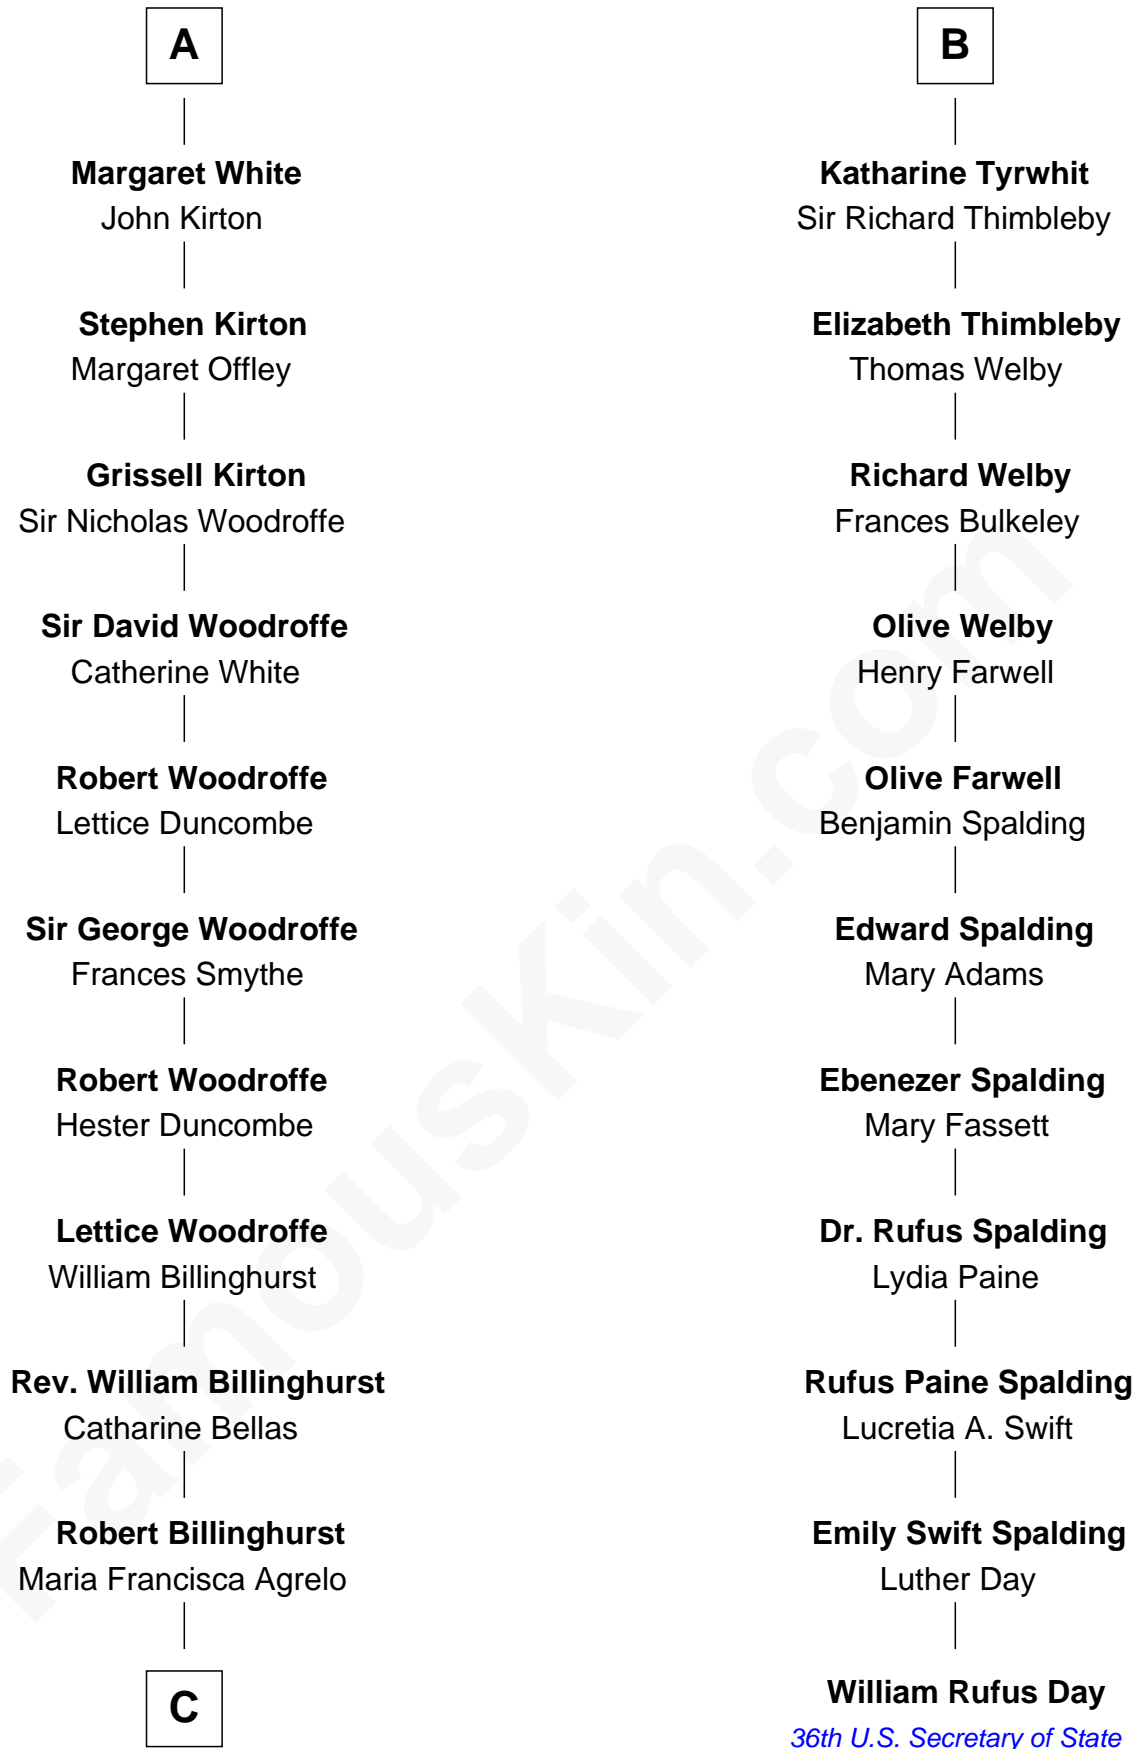 A
Margaret White
John Kirton
Stephen Kirton
Margaret Offley
Grissell Kirton
Sir Nicholas Woodroffe
Sir David Woodroffe
Catherine White
Robert Woodroffe
Lettice Duncombe
Sir George Woodroffe
Frances Smythe
Robert Woodroffe
Hester Duncombe
Lettice Woodroffe
William Billinghurst
Rev. William Billinghurst
Catharine Bellas
Robert Billinghurst
Maria Francisca Agrelo
C
B
Katharine Tyrwhit
Sir Richard Thimbleby
Elizabeth Thimbleby
Thomas Welby
Richard Welby
Frances Bulkeley
Olive Welby
Henry Farwell
Olive Farwell
Benjamin Spalding
Edward Spalding
Mary Adams
Ebenezer Spalding
Mary Fassett
Dr. Rufus Spalding
Lydia Paine
Rufus Paine Spalding
Lucretia A. Swift
Emily Swift Spalding
Luther Day
William Rufus Day
36th U.S. Secretary of State
FamousKin.com